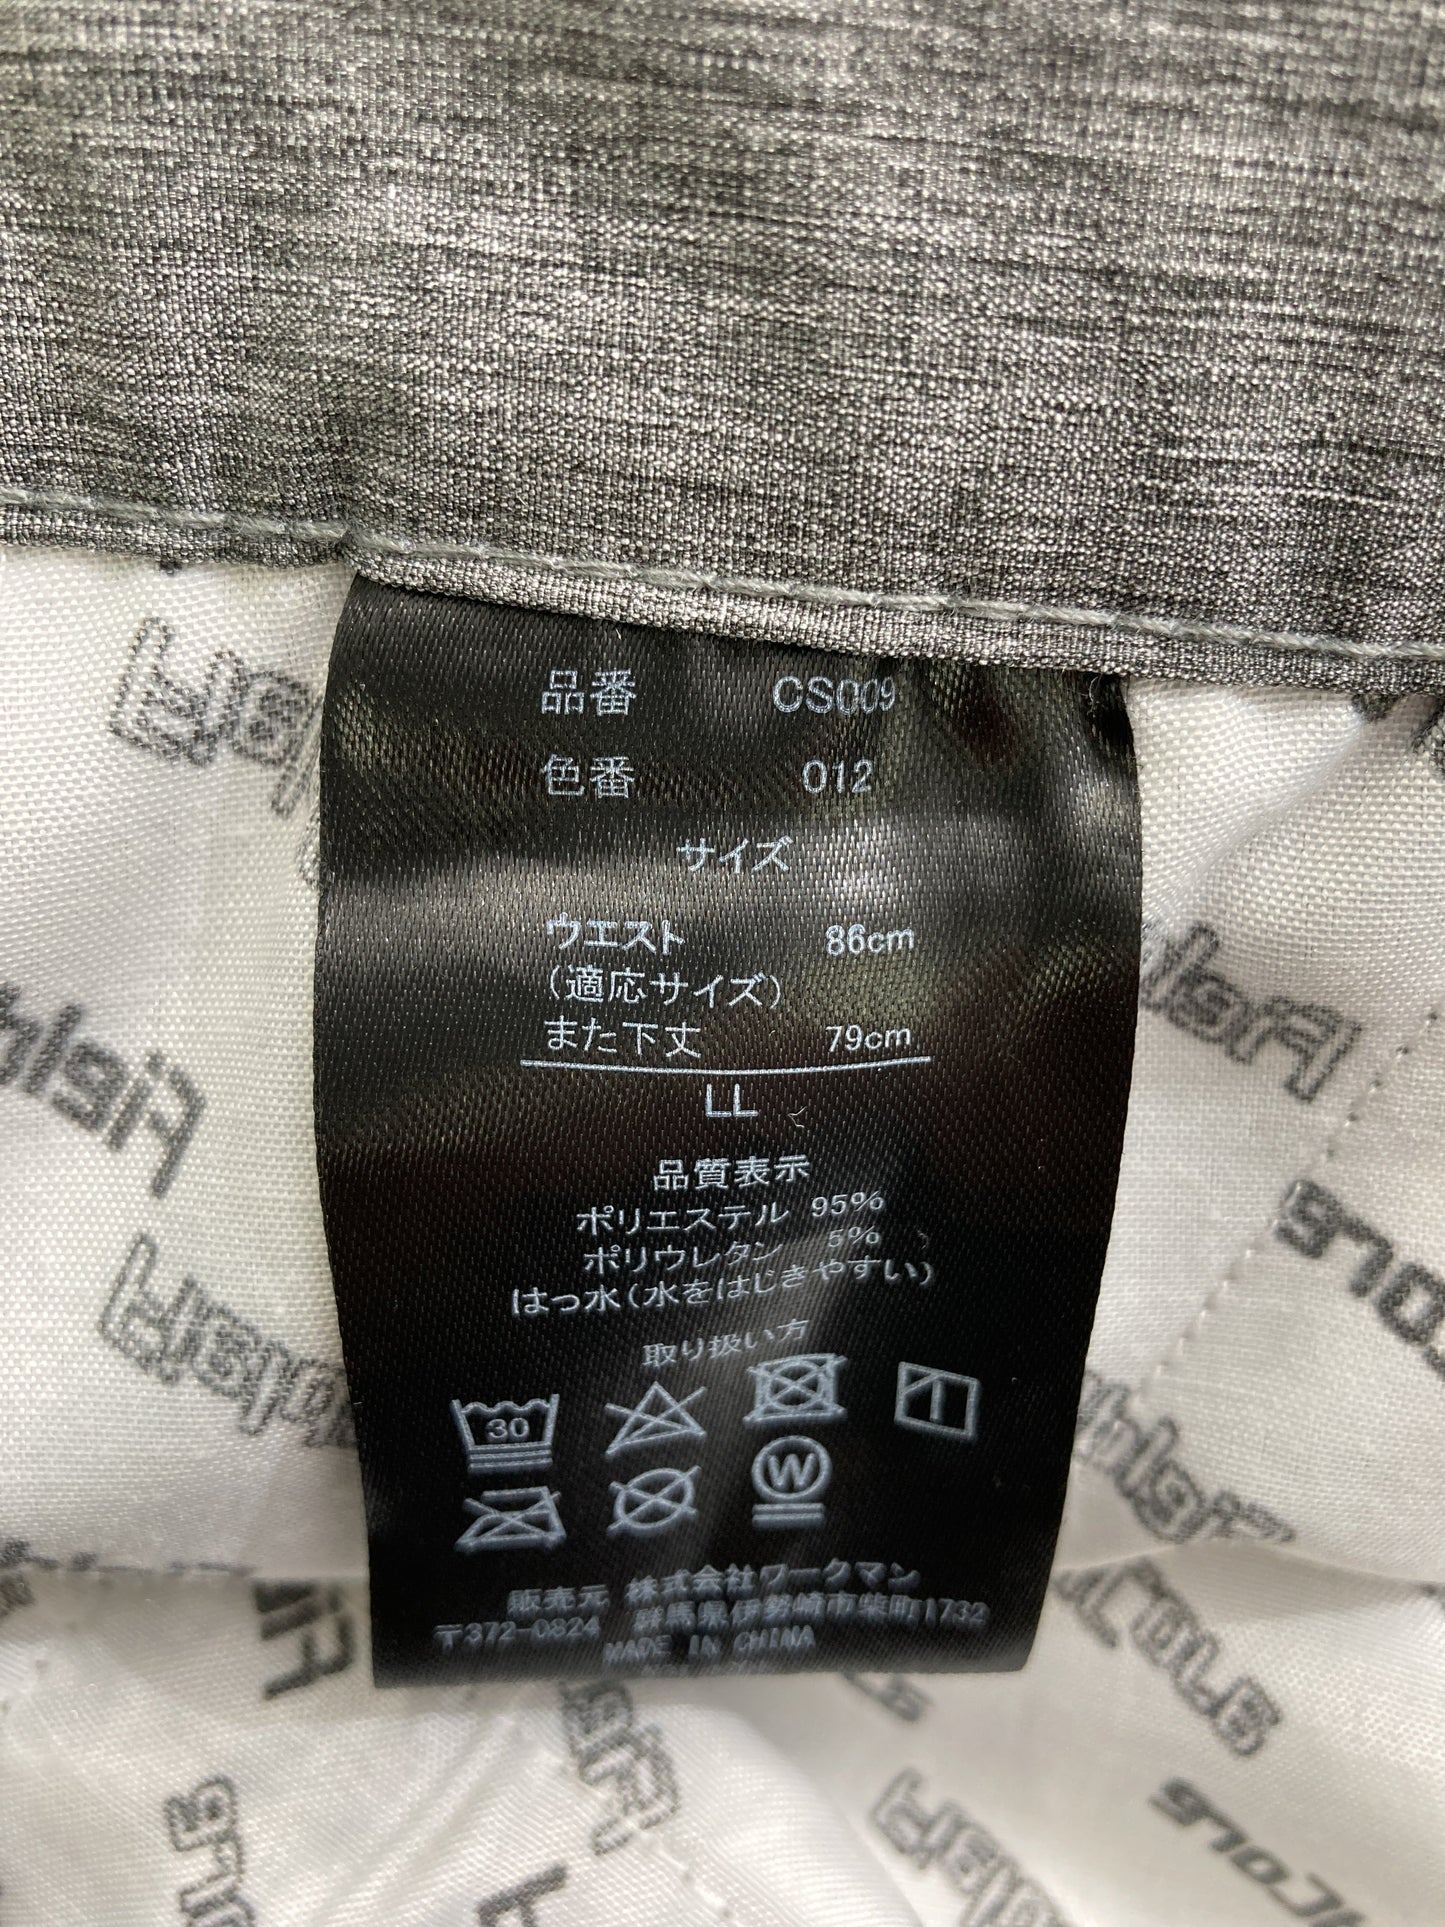 品番 CS009
色番 012
サイズ
ウエスト 86cm
(適応サイズ)
また下丈 79cm
LL
品質表示
ポリエステル 95%
ポリウレタン 5%
はっ水(水をはじきやすい)
取り扱い方
30
W
販売元 株式会社ワークマン
〒372-0824 群馬県伊勢崎市柴町1732
MADE IN CHINA